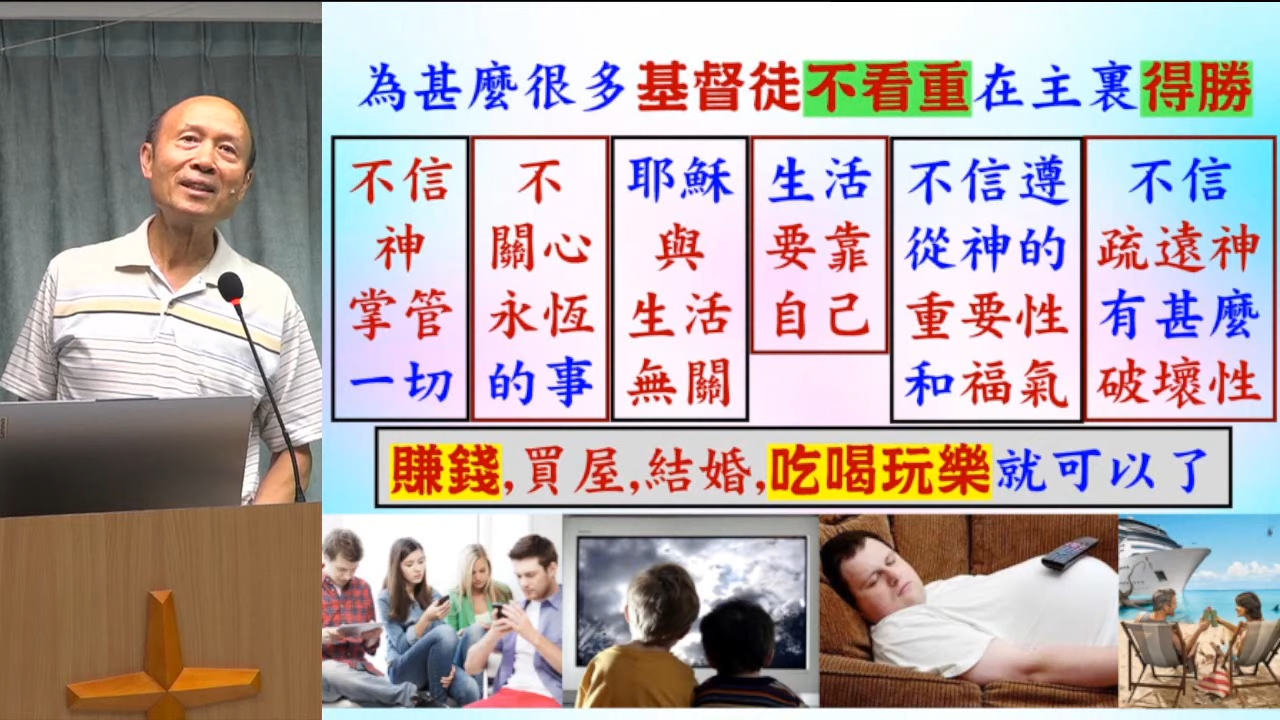 為甚麼很多基督徒不看重在主裏得勝
不信
神
掌管
一切
不
關心
永恆
的事
耶穌
與
生活
無關
生活
要靠
自己
不信遵
從神的
重要性
和福氣
不信
疏遠神
有甚麼
破壞性
賺錢,買屋,結婚,吃喝玩樂就可以了